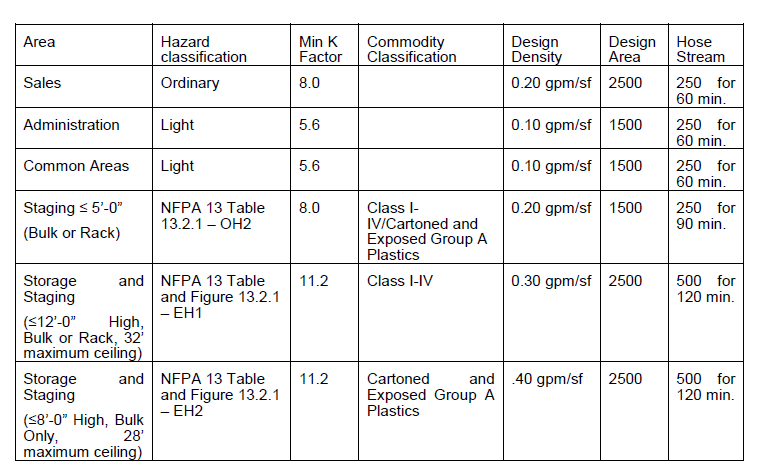 Area
Hazard
classification
Min K
Factor
Commodity
Classification
Design
Density
Design
Area
Hose
Stream
Sales
Ordinary
8.0
0.20 gpm/sf
2500
250 for
60 min.
Administration
Light
5.6
0.10 gpm/sf
1500
250 for
60 min.
Common Areas
Light
5.6
0.10 gpm/sf
1500
250 for
60 min.
Staging ≤ 5’-0”
(Bulk or Rack)
NFPA 13 Table
13.2.1 – OH2
8.0
Class I-
IV/Cartoned and
Exposed Group A
Plastics
0.20 gpm/sf
1500
250 for
90 min.
Storage and
Staging
(≤12’-0” High,
Bulk or Rack, 32’
maximum ceiling)
NFPA 13 Table
and Figure 13.2.1
– EH1
11.2
Class I-IV
0.30 gpm/sf
2500
500 for
120 min.
Storage and
Staging
(≤8’-0” High, Bulk
Only, 28’
maximum ceiling)
NFPA 13 Table
and Figure 13.2.1
– EH2
11.2
Cartoned and
Exposed Group A
Plastics
.40 gpm/sf
2500
500 for
120 min.